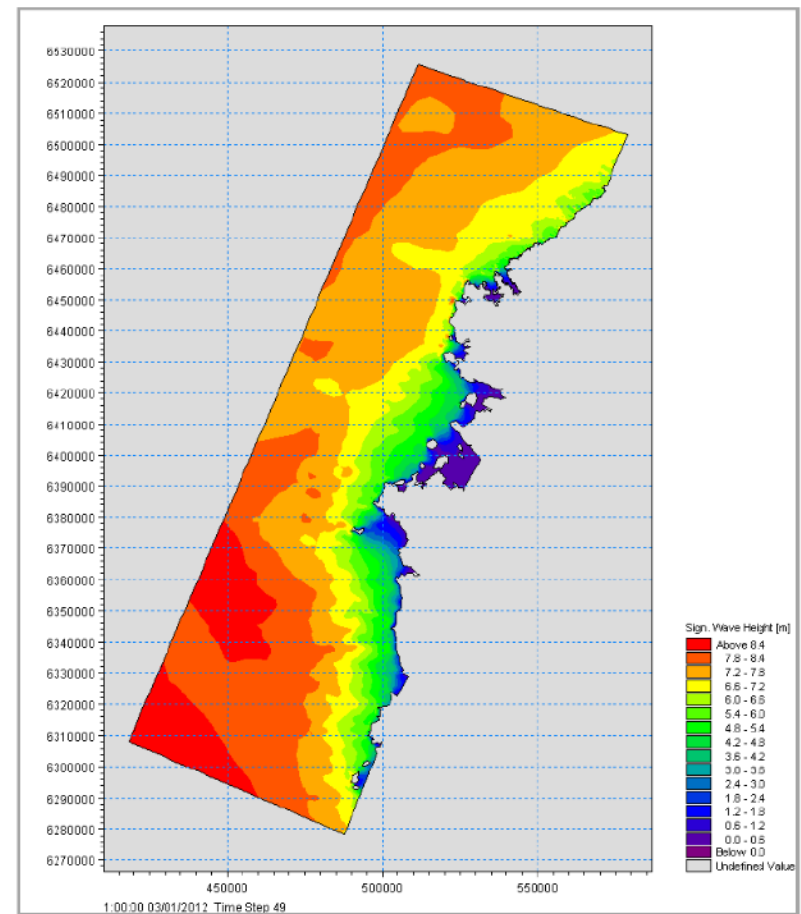 6530000
6520000
6510000
6500000
6490000
6480000
6470000
6460000
6450000
6440000
6430000
6420000
6410000
6400000
6390000
6380000
6370000
6360000
6350000
6340000
6330000
6320000
6310000
6300000
6290000
6280000
6270000
450000 500000 550000
1:00:00 03/01/2012 Time Step 49
Sign. Wave Height [m]
Above 8.4
7.8 - 8.4
7.2 - 7.8
6.6 - 7.2
6.0 - 6.6
5.4 - 6.0
4.8 - 5.4
4.2 - 4.8
3.6 - 4.2
3.0 - 3.6
2.4 - 3.0
1.8 - 2.4
1.2 - 1.8
0.6 - 1.2
0.0 - 0.6
Below 0.0
Undefined Value